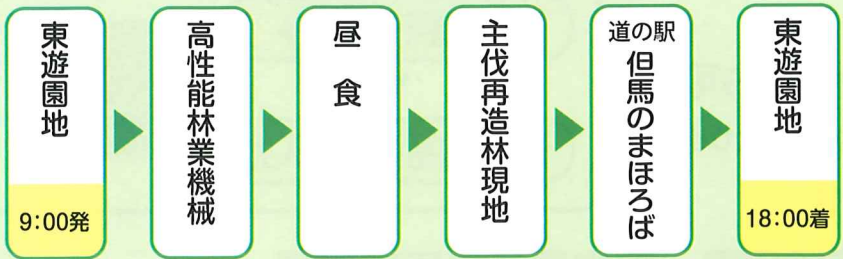 東遊園地
9:00発
高性能林業機械
昼食
主伐再造林現地
道の駅
但馬のまほろば
東遊園地
18:00着